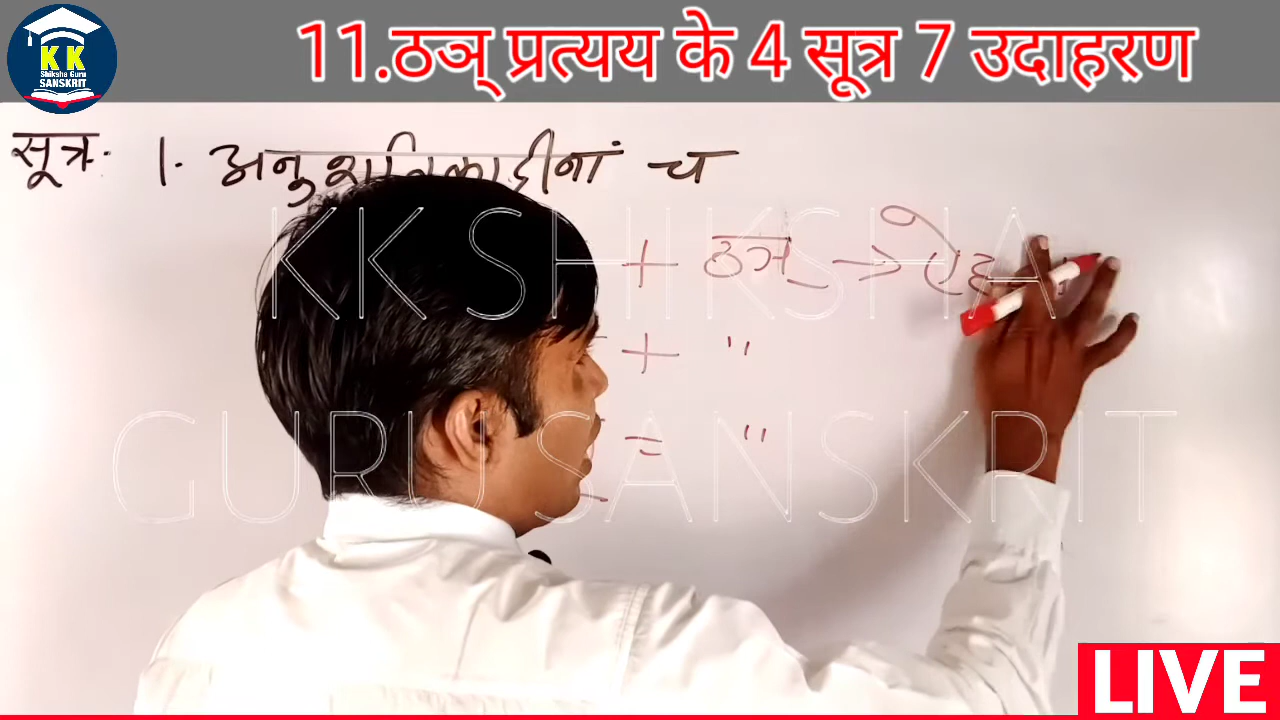 11.ठञ् प्रत्यय के 4 सूत्र 7 उदाहरण
K K
Shiksha Guru
SANSKRIT
सूत्र. 1. अनुशतिकादीनां च
KK SHIKSHA
+ ठञ् →
+ "
GURU SANSKRIT
= "
LIVE